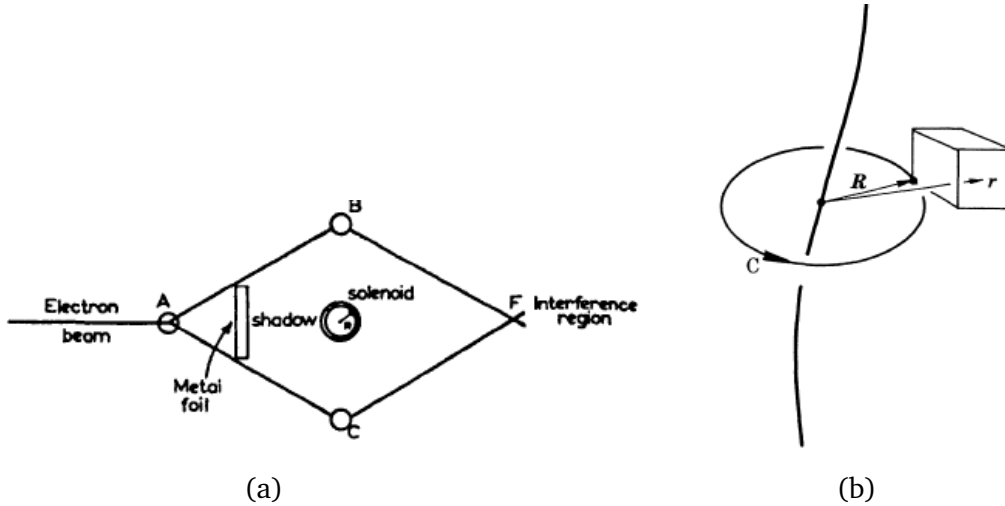 B
solenoid
R
A
Electron
beam
shadow
F
Interference
region
Metal
foil
C
(a)
R
r
C
(b)